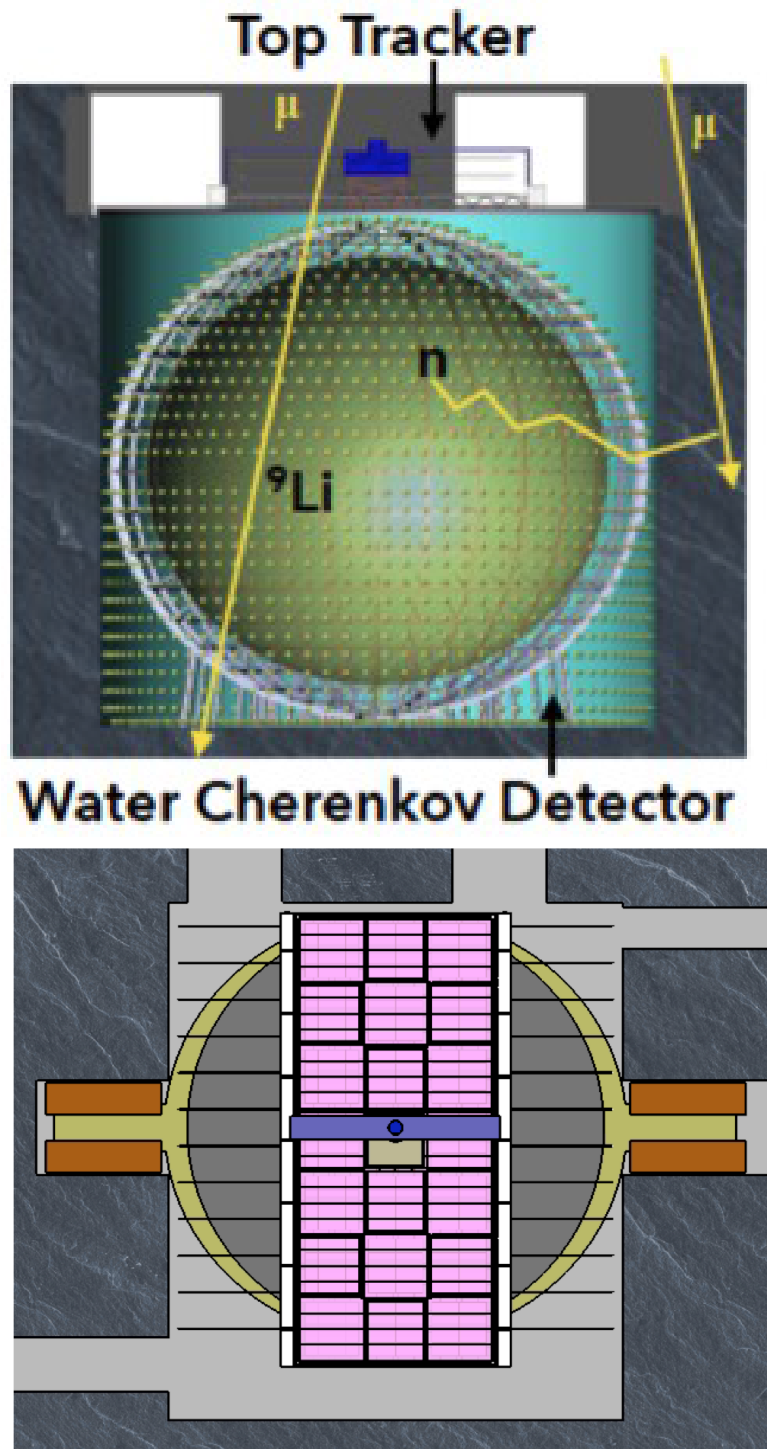 Top Tracker
μ
μ
n
⁹Li
Water Cherenkov Detector